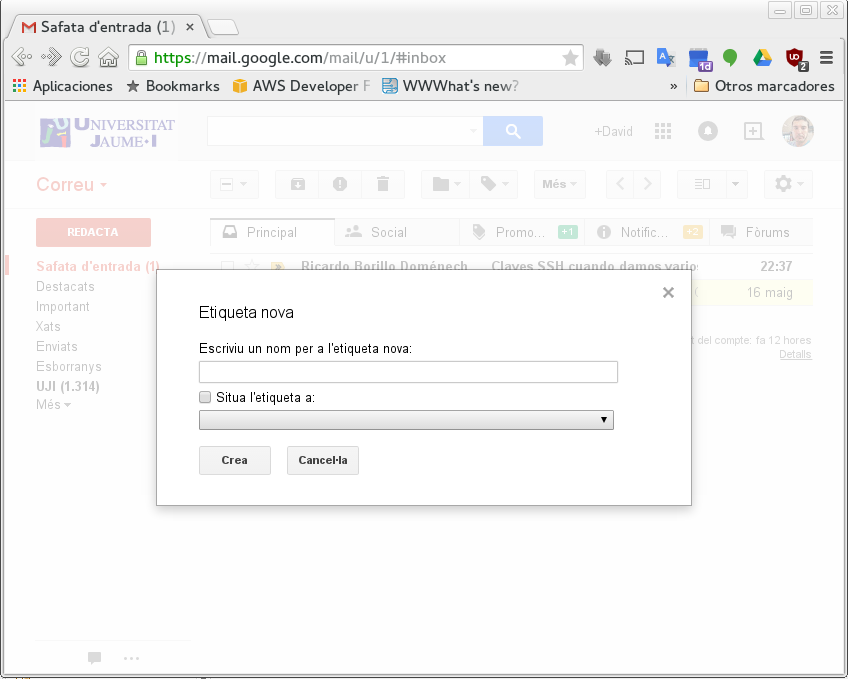 Safata d'entrada (1)
https://mail.google.com/mail/u/1/#inbox
1d
UD
2
Aplicaciones
Bookmarks
AWS Developer F
WWWhat's new?
»
Otros marcadores
UNIVERSITAT
JAUME·I
+David
Correu
Més
REDACTA
Principal
Social
Promo... +1
Notific... +2
Fòrums
Safata d'entrada (1)
Ricardo Borillo Domènech Claves SSH cuando damos vario 22:37
Destacats
16 maig
Important
Xats
Enviats
Esborranys
UJI (1.314)
Més
t del compte: fa 12 hores
Detalls
Etiqueta nova
Escriviu un nom per a l'etiqueta nova:
Situa l'etiqueta a:
Crea
Cancel·la